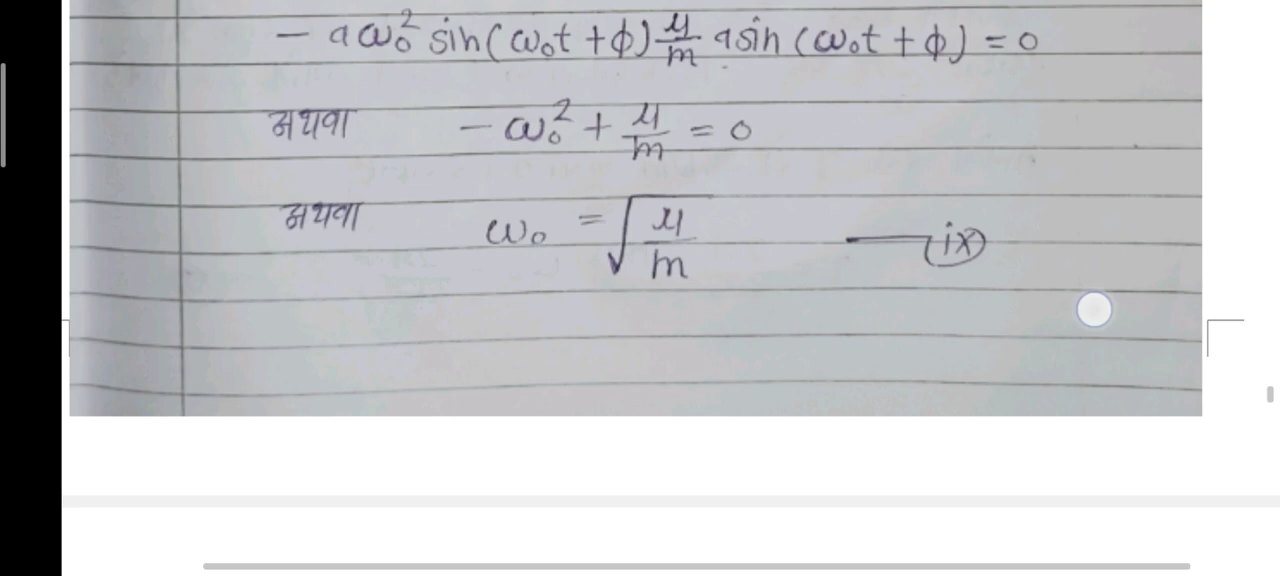 - aω₀² sin(ω₀t + φ) μ/m a sin (ω₀t + φ) = 0
अथवा - ω₀² + μ/m = 0
अथवा ω₀ = √(μ/m) — (ix)